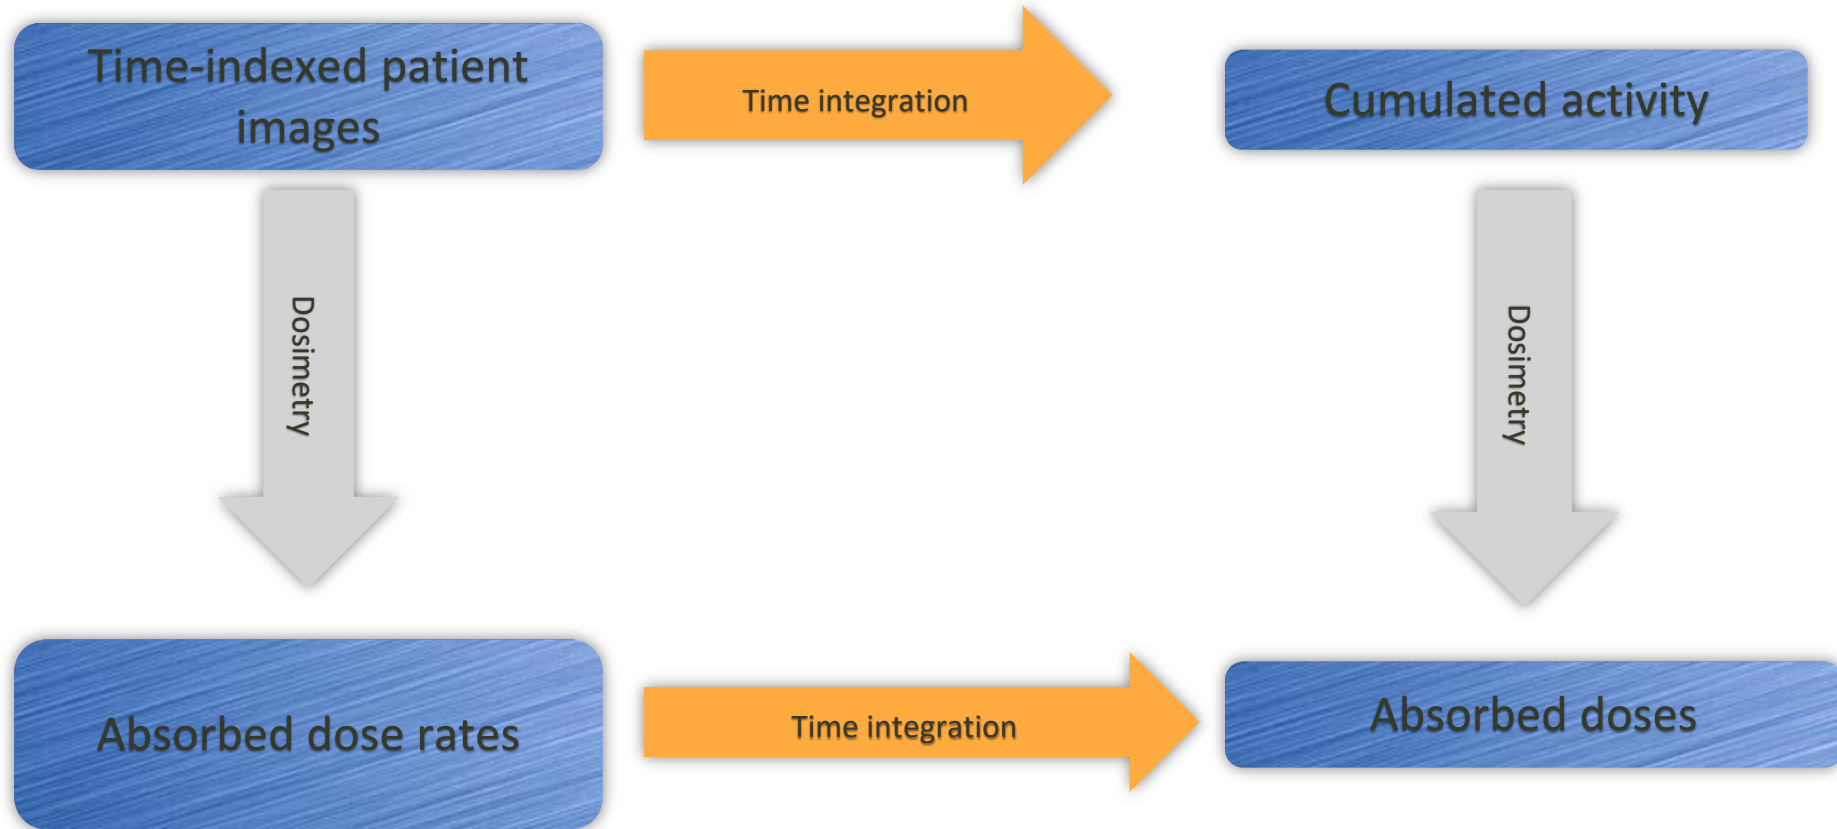 Time-indexed patient
images
Time integration
Cumulated activity
Dosimetry
Dosimetry
Absorbed dose rates
Time integration
Absorbed doses